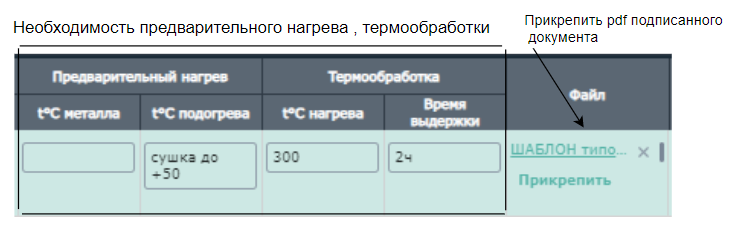 Необходимость предварительного нагрева , термообработки
Прикрепить pdf подписанного
документа
Предварительный нагрев
Термообработка
Файл
t°C металла
t°C подогрева
t°C нагрева
Время
выдержки
сушка до
+50
300
2ч
ШАБЛОН типо...
×
Прикрепить